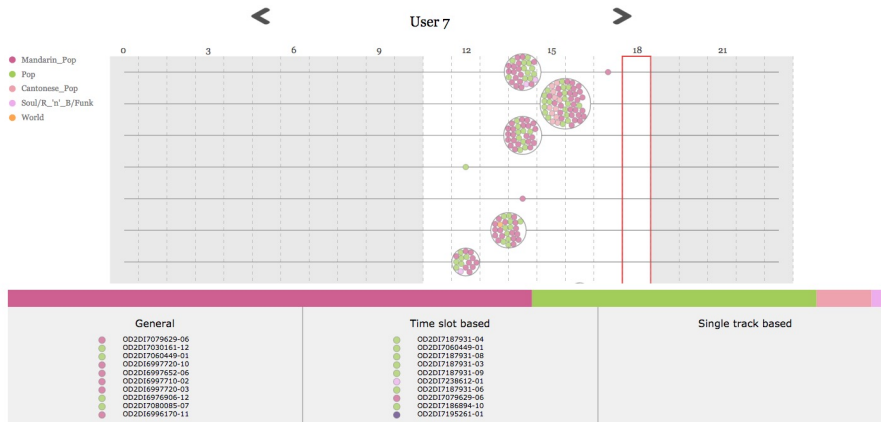 User 7
0 3 6 9 12 15 18 21
Mandarin_Pop
Pop
Cantonese_Pop
Soul/R_'n'_B/Funk
World
General
OD2DI7079629-06
OD2DI7030161-12
OD2DI7060449-01
OD2DI6997720-10
OD2DI6997652-06
OD2DI6997710-02
OD2DI6997720-03
OD2DI6976906-12
OD2DI7080085-07
OD2DI6996170-11
Time slot based
OD2DI7187931-04
OD2DI7060449-01
OD2DI7187931-08
OD2DI7187931-03
OD2DI7187931-09
OD2DI7238612-01
OD2DI7187931-06
OD2DI7079629-06
OD2DI7186894-10
OD2DI7195261-01
Single track based